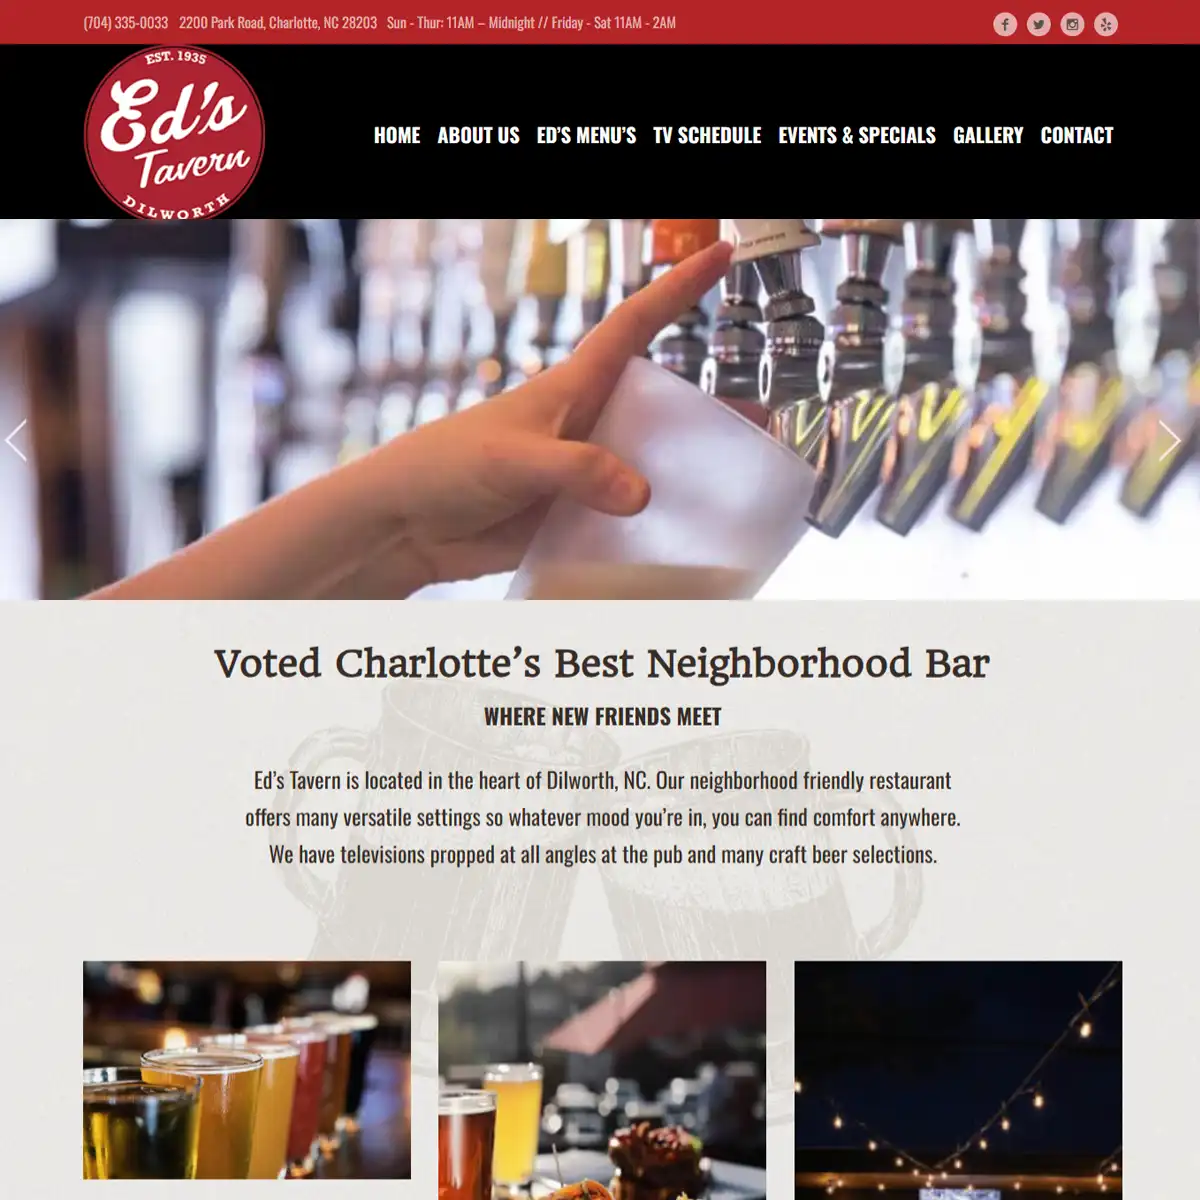 (704) 335-0033 2200 Park Road, Charlotte, NC 28203 Sun - Thur: 11AM – Midnight // Friday - Sat 11AM - 2AM
EST. 1935
Ed's
Tavern
DILWORTH
HOME ABOUT US ED’S MENU’S TV SCHEDULE EVENTS & SPECIALS GALLERY CONTACT
Voted Charlotte’s Best Neighborhood Bar
WHERE NEW FRIENDS MEET
Ed’s Tavern is located in the heart of Dilworth, NC. Our neighborhood friendly restaurant
offers many versatile settings so whatever mood you’re in, you can find comfort anywhere.
We have televisions propped at all angles at the pub and many craft beer selections.